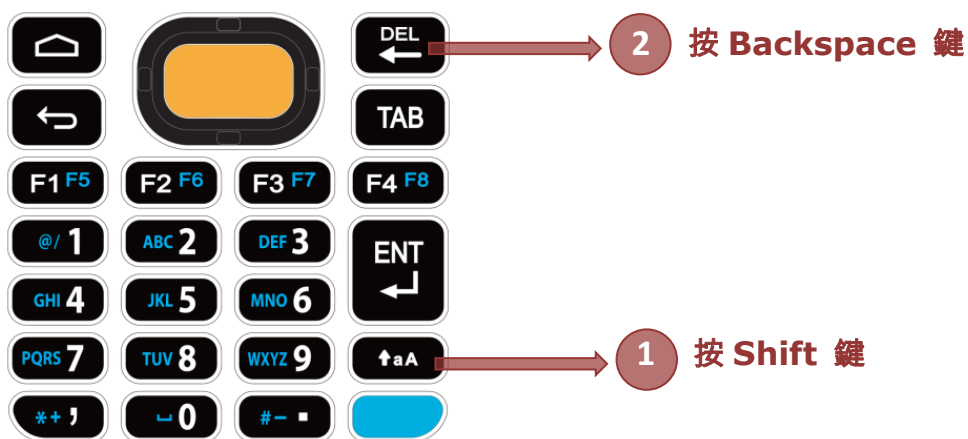 DEL
2 按 Backspace 鍵
TAB
F1 F5 F2 F6 F3 F7 F4 F8
@/ 1 ABC 2 DEF 3 ENT
GHI 4 JKL 5 MNO 6
PQRS 7 TUV 8 WXYZ 9 aA
1 按 Shift 鍵
*+ , ␣ 0 #- .